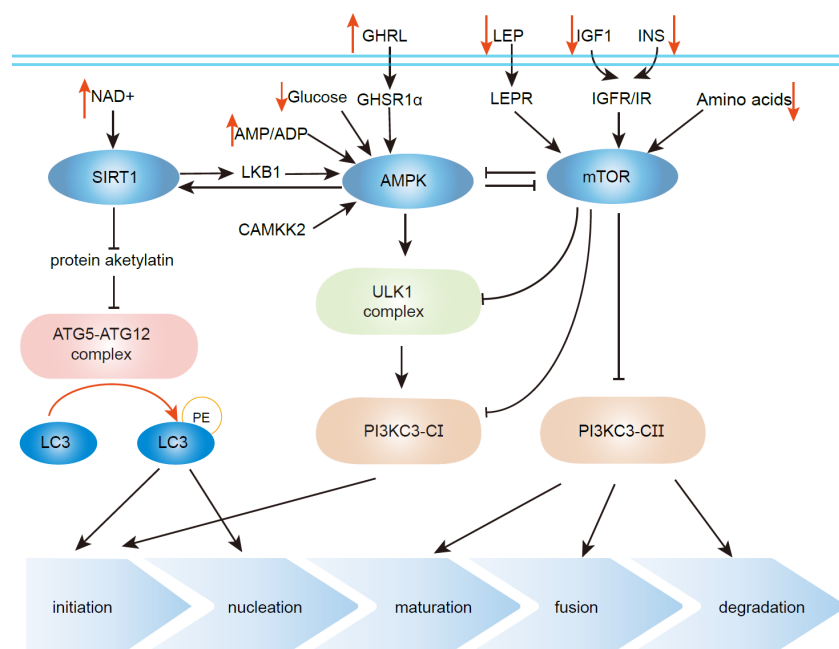 GHRL
LEP
IGF1
INS
NAD+
Glucose
GHSR1α
LEPR
IGFR/IR
Amino acids
AMP/ADP
SIRT1
LKB1
AMPK
mTOR
CAMKK2
protein aketylatin
ULK1
complex
ATG5-ATG12
complex
PE
LC3
LC3
PI3KC3-CI
PI3KC3-CII
initiation
nucleation
maturation
fusion
degradation